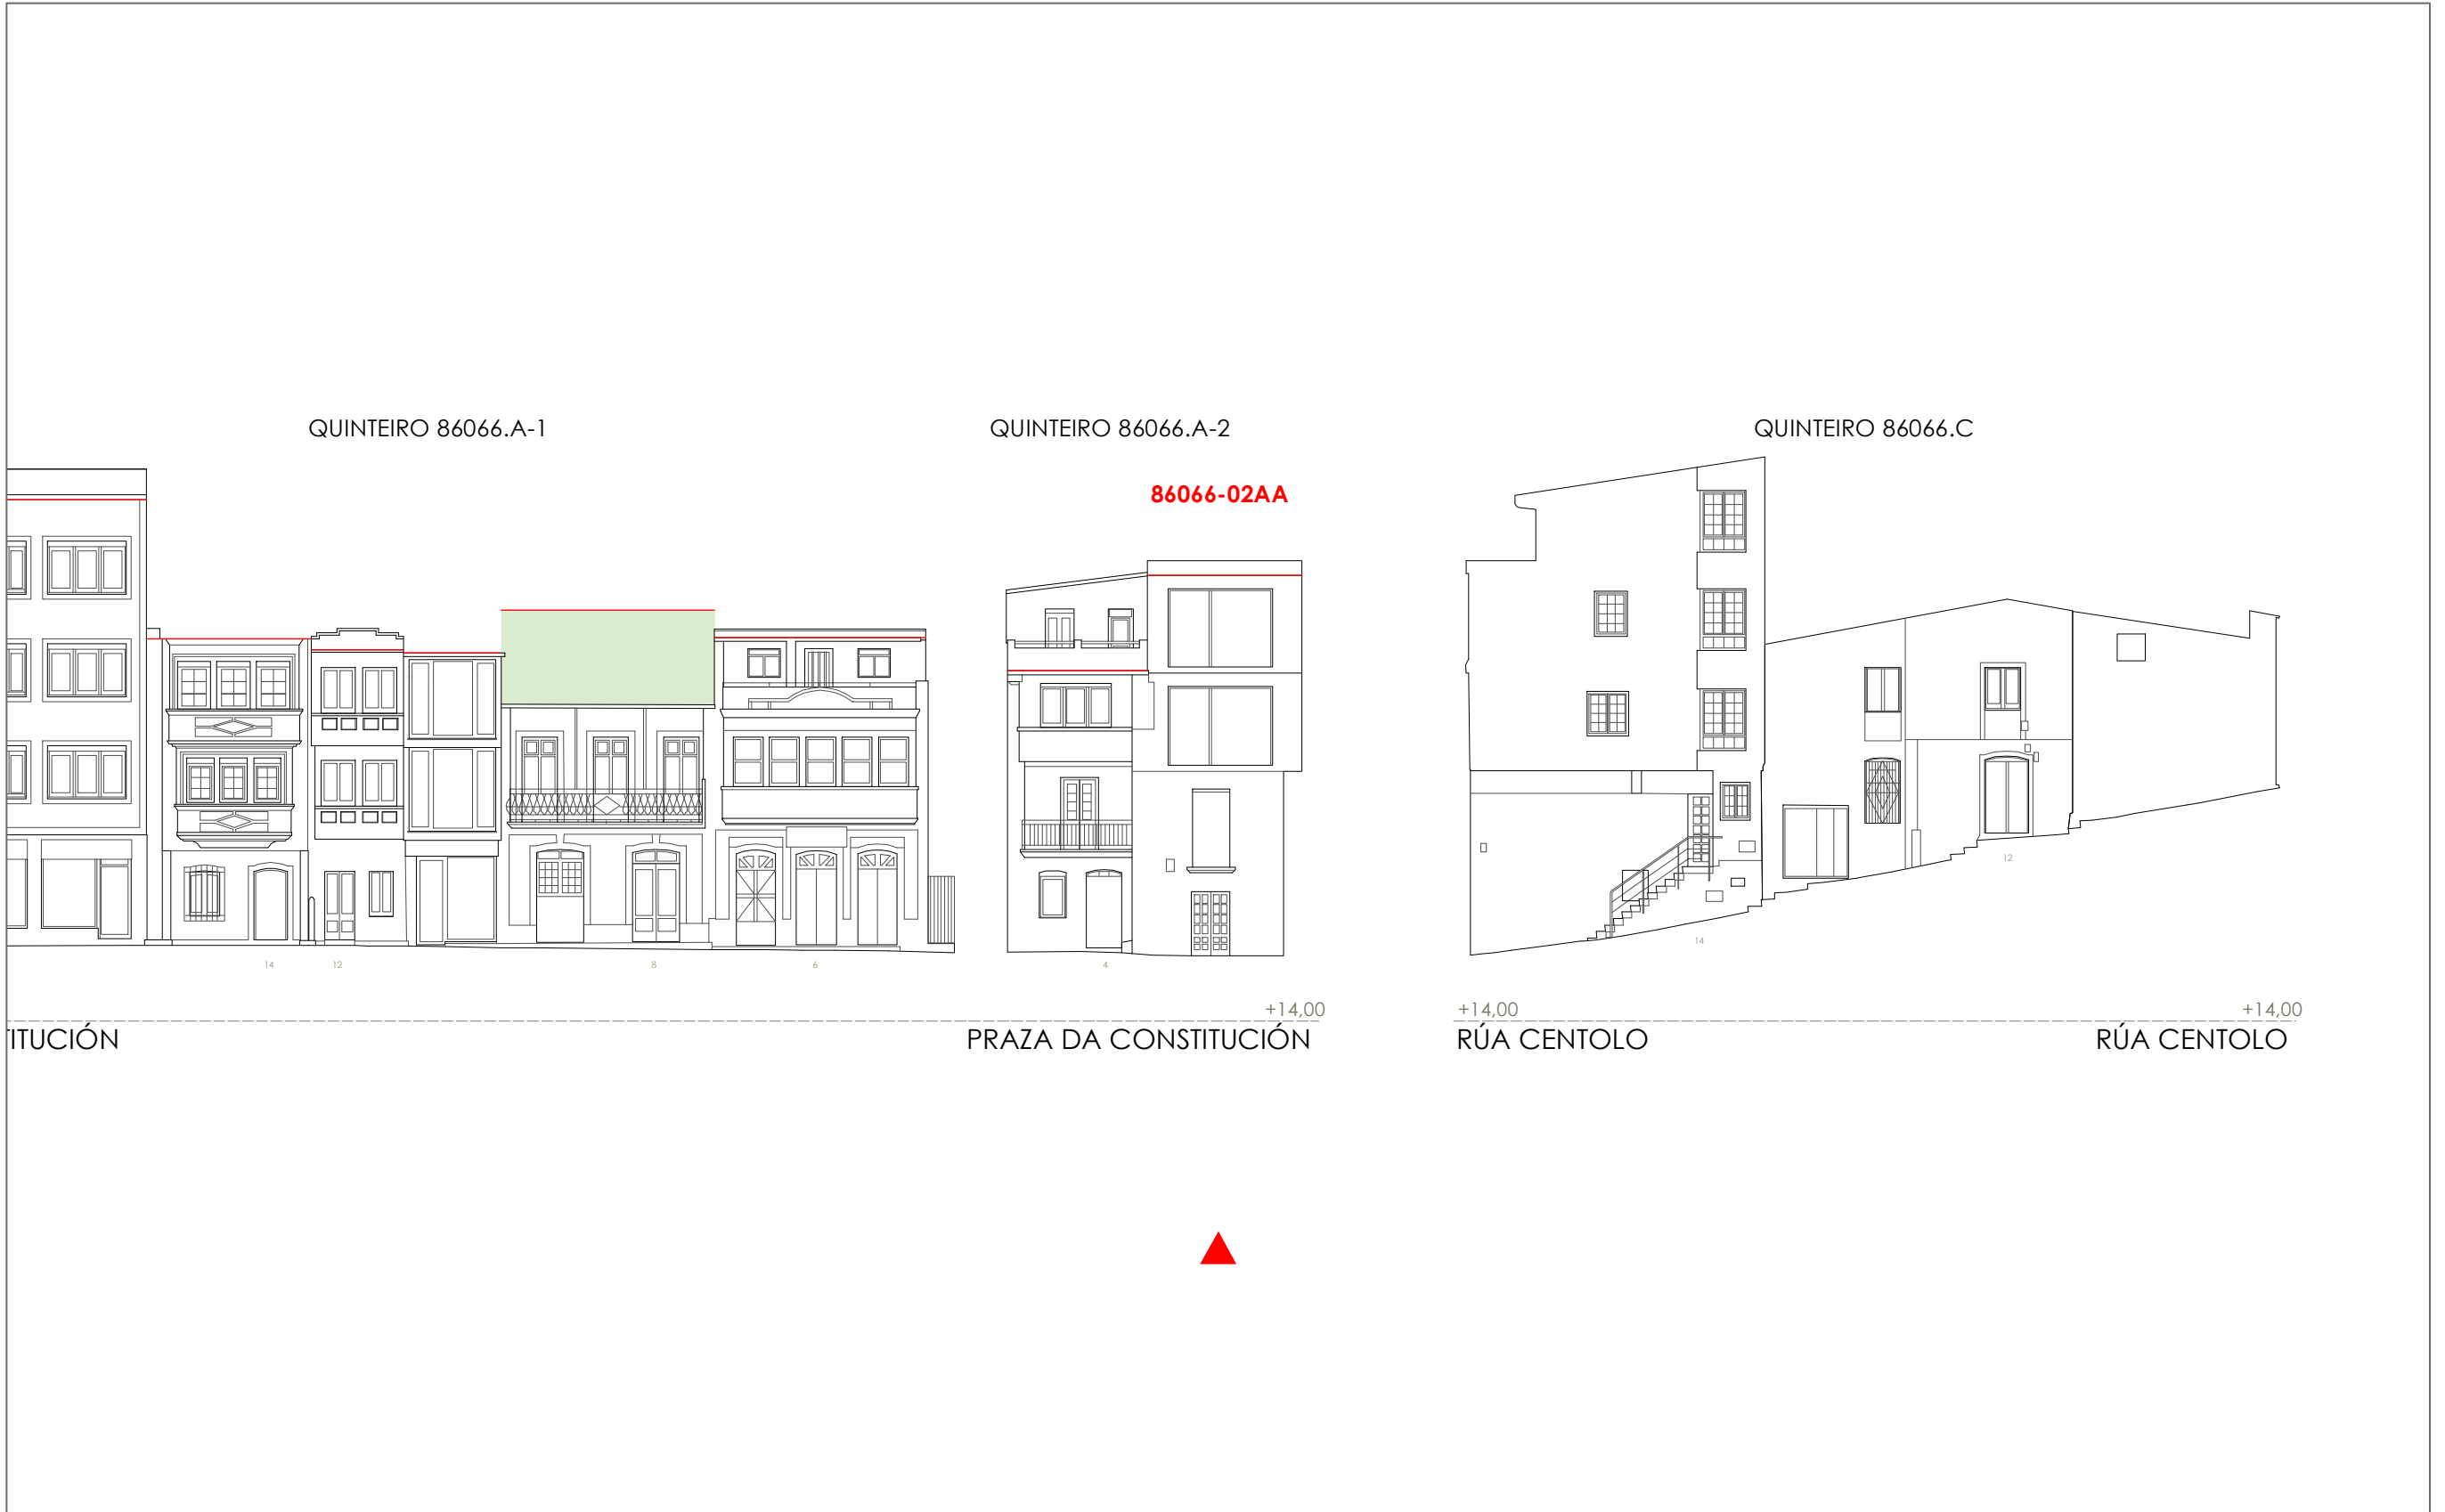 QUINTEIRO 86066.A-1
QUINTEIRO 86066.A-2
QUINTEIRO 86066.C
86066-02AA
14
12
8
6
4
14
12
+14,00
+14,00
+14,00
TITUCIÓN
PRAZA DA CONSTITUCIÓN
RÚA CENTOLO
RÚA CENTOLO